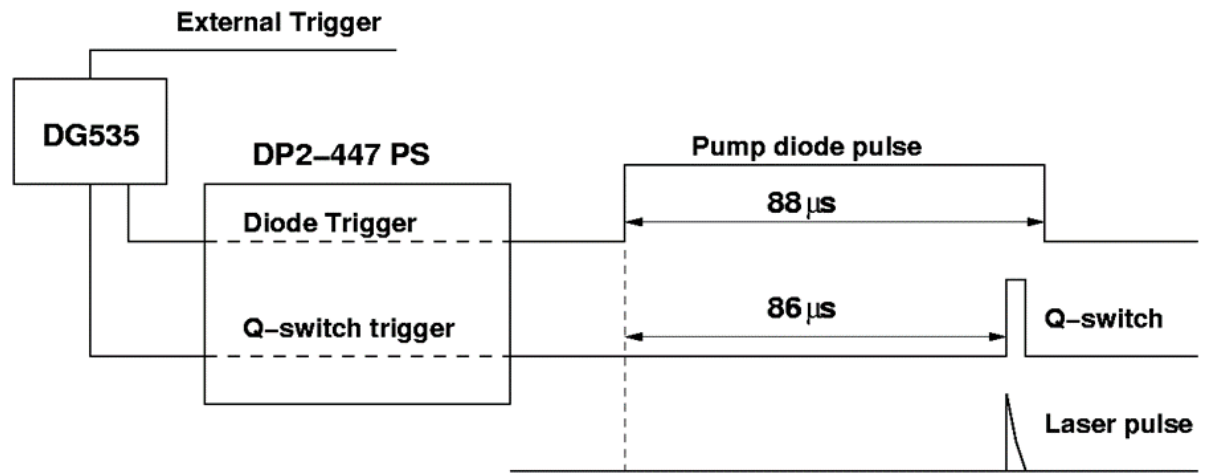 External Trigger
DG535
DP2–447 PS
Pump diode pulse
88 μs
Diode Trigger
86 μs
Q–switch trigger
Q–switch
Laser pulse